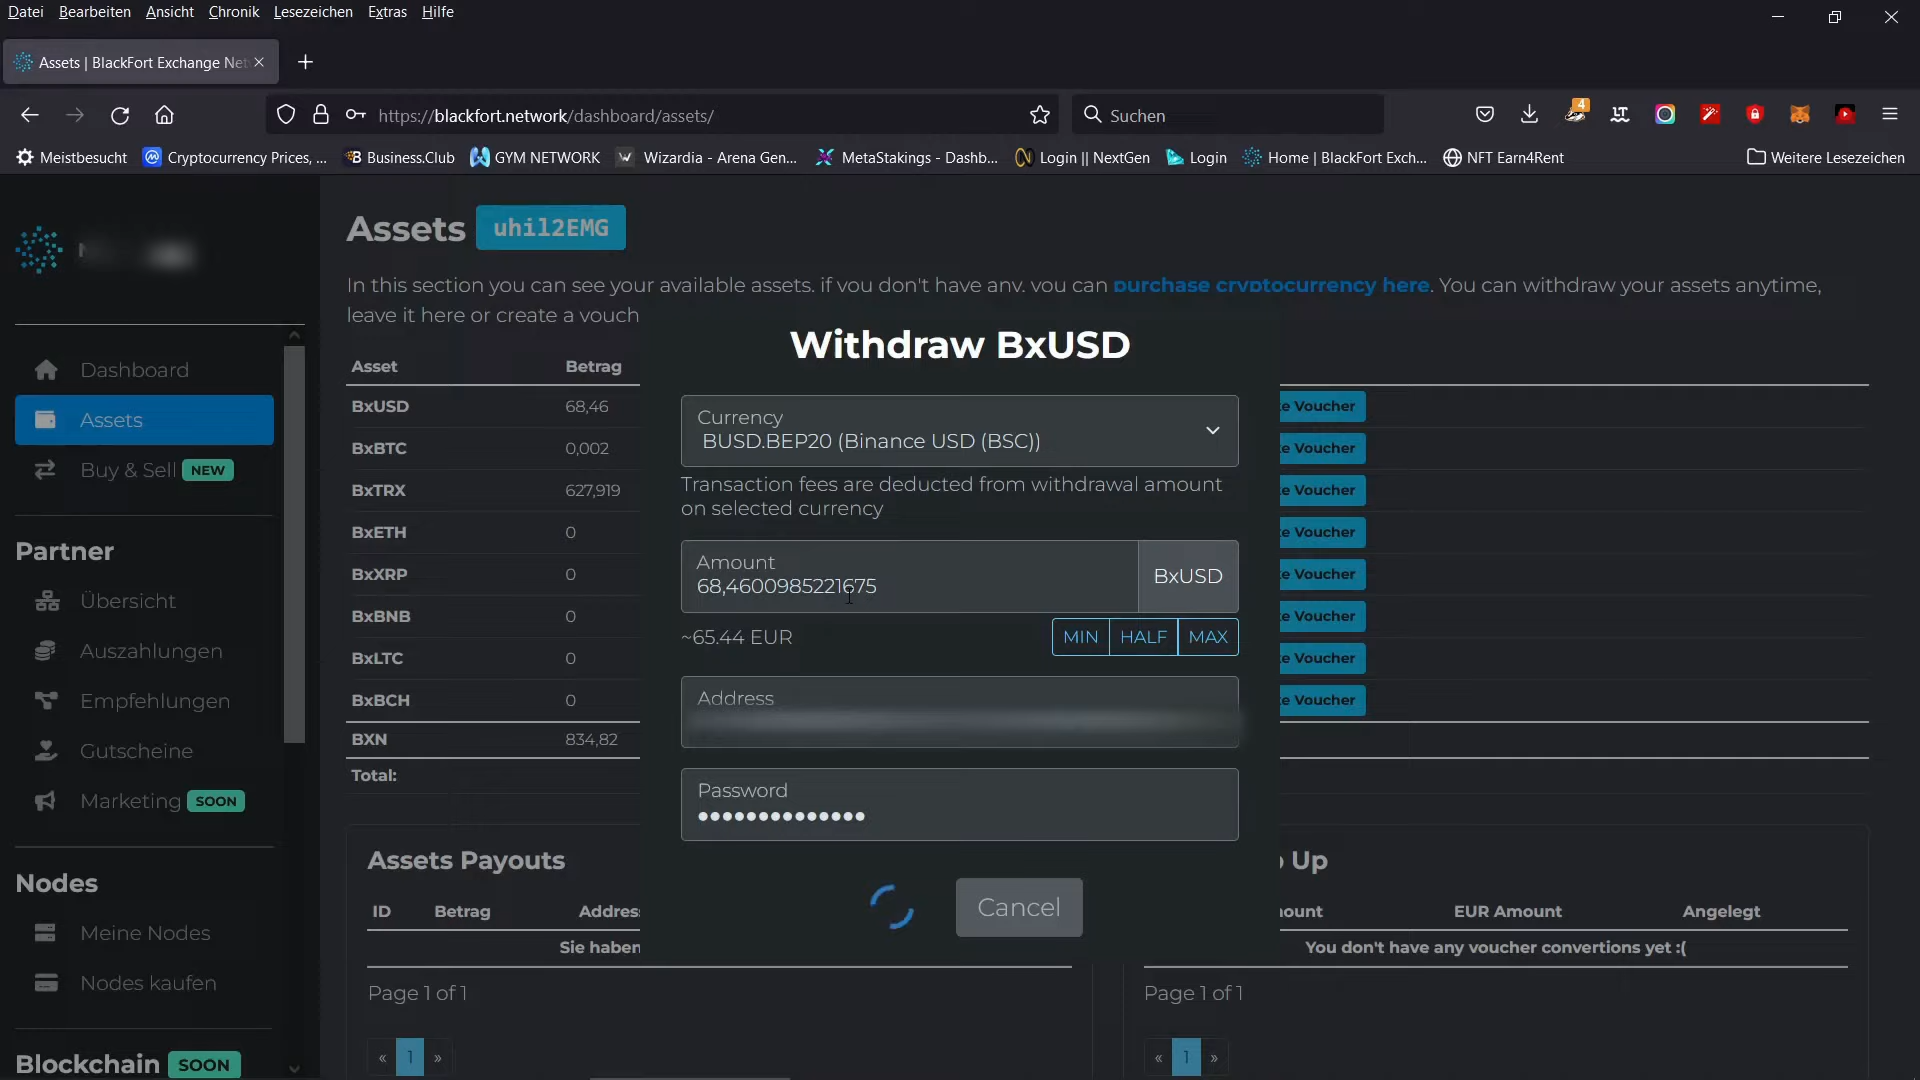 Datei Bearbeiten Ansicht Chronik Lesezeichen Extras Hilfe
Assets | BlackFort Exchange Net
https://blackfort.network/dashboard/assets/
Suchen
4
Meistbesucht
Cryptocurrency Prices, ...
Business.Club
GYM NETWORK
Wizardia - Arena Gen...
MetaStakings - Dashb...
Login || NextGen
Login
Home | BlackFort Exch...
NFT Earn4Rent
Weitere Lesezeichen
Assets uhil2EMG
In this section you can see your available assets. if you don't have any. you can purchase cryptocurrency here. You can withdraw your assets anytime,
leave it here or create a vouch
Dashboard
Assets
Buy & Sell NEW
Partner
Übersicht
Auszahlungen
Empfehlungen
Gutscheine
Marketing SOON
Nodes
Meine Nodes
Nodes kaufen
Blockchain SOON
Asset Betrag
BxUSD 68,46 e Voucher
BxBTC 0,002 e Voucher
BxTRX 627,919 e Voucher
BxETH 0 e Voucher
BxXRP 0 e Voucher
BxBNB 0 e Voucher
BxLTC 0 e Voucher
BxBCH 0 e Voucher
BXN 834,82
Total:
Withdraw BxUSD
Currency
BUSD.BEP20 (Binance USD (BSC))
Transaction fees are deducted from withdrawal amount
on selected currency
Amount
68,4600985221675
BxUSD
~65.44 EUR
MIN HALF MAX
Address
Password
••••••••••••••
Cancel
Assets Payouts
ID Betrag Addres
Sie haben
Page 1 of 1
« 1 »
Up
ount EUR Amount Angelegt
You don't have any voucher convertions yet :(
Page 1 of 1
« 1 »